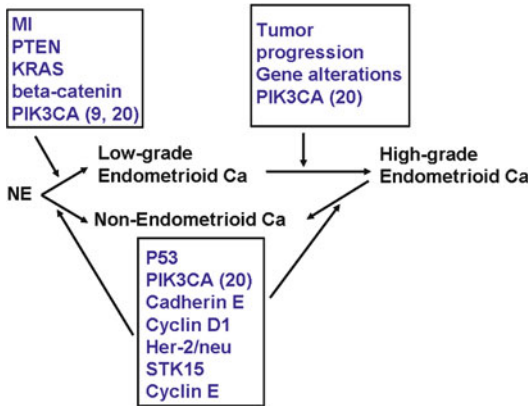 MI
PTEN
KRAS
beta-catenin
PIK3CA (9, 20)
Tumor
progression
Gene alterations
PIK3CA (20)
Low-grade
Endometrioid Ca
High-grade
Endometrioid Ca
NE
Non-Endometrioid Ca
P53
PIK3CA (20)
Cadherin E
Cyclin D1
Her-2/neu
STK15
Cyclin E